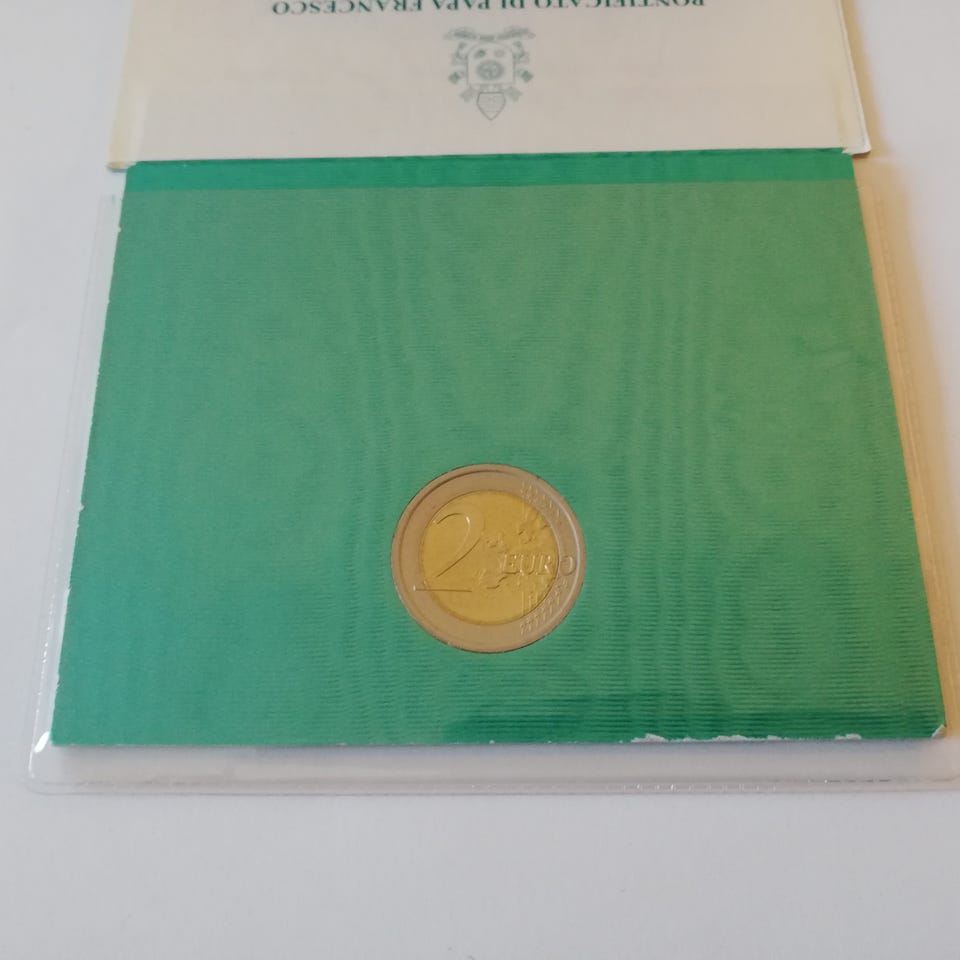 PONTIFICATO DI PAPA FRANCESCO
2 EURO